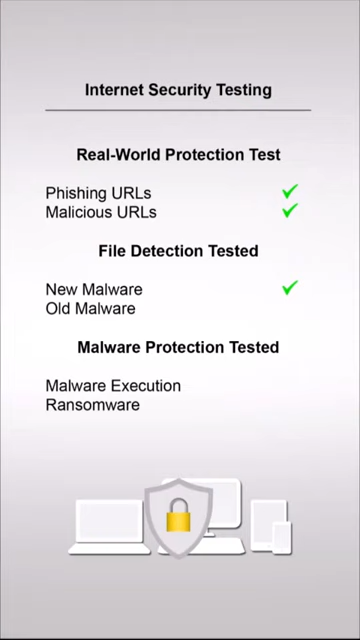 Internet Security Testing
Real-World Protection Test
Phishing URLs
Malicious URLs
File Detection Tested
New Malware
Old Malware
Malware Protection Tested
Malware Execution
Ransomware